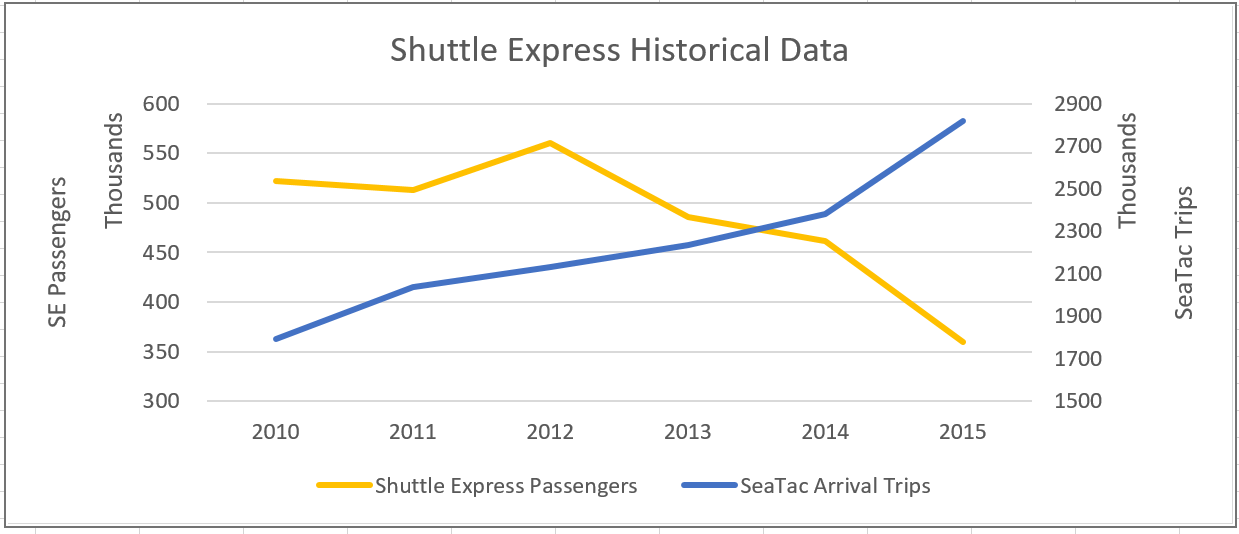 Shuttle Express Historical Data
SE Passengers
Thousands
600
550
500
450
400
350
300
2900
2700
2500
2300
2100
1900
1700
1500
Thousands
SeaTac Trips
2010 2011 2012 2013 2014 2015
Shuttle Express Passengers SeaTac Arrival Trips